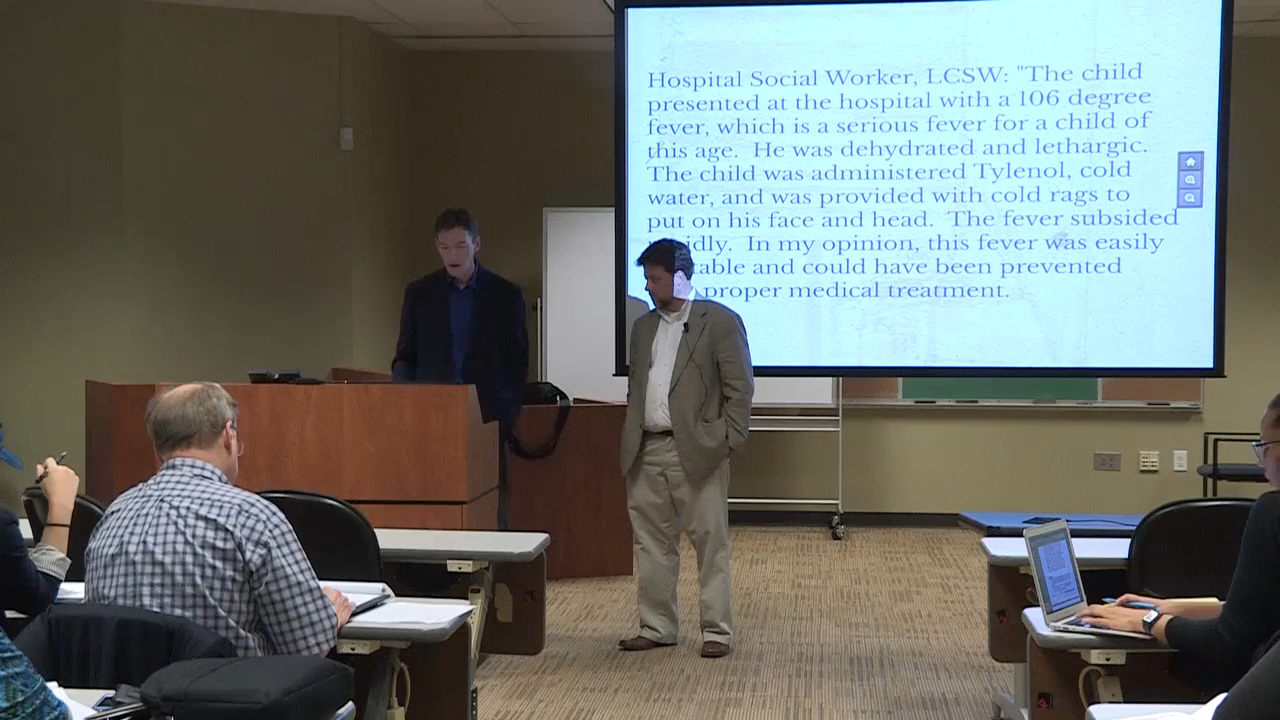 Hospital Social Worker, LCSW: "The child
presented at the hospital with a 106 degree
fever, which is a serious fever for a child of
this age. He was dehydrated and lethargic.
The child was administered Tylenol, cold
water, and was provided with cold rags to
put on his face and head. The fever subsided
In my opinion, this fever was easily
and could have been prevented
proper medical treatment.